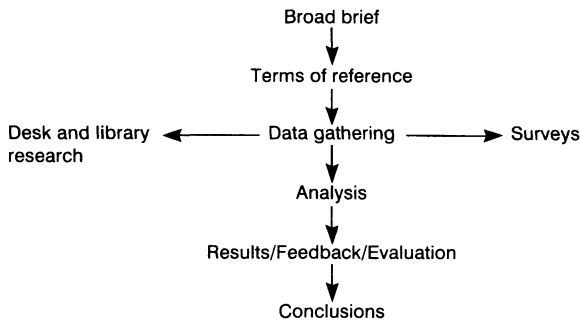 Broad brief
Terms of reference
Desk and library
research
Data gathering
Surveys
Analysis
Results/Feedback/Evaluation
Conclusions